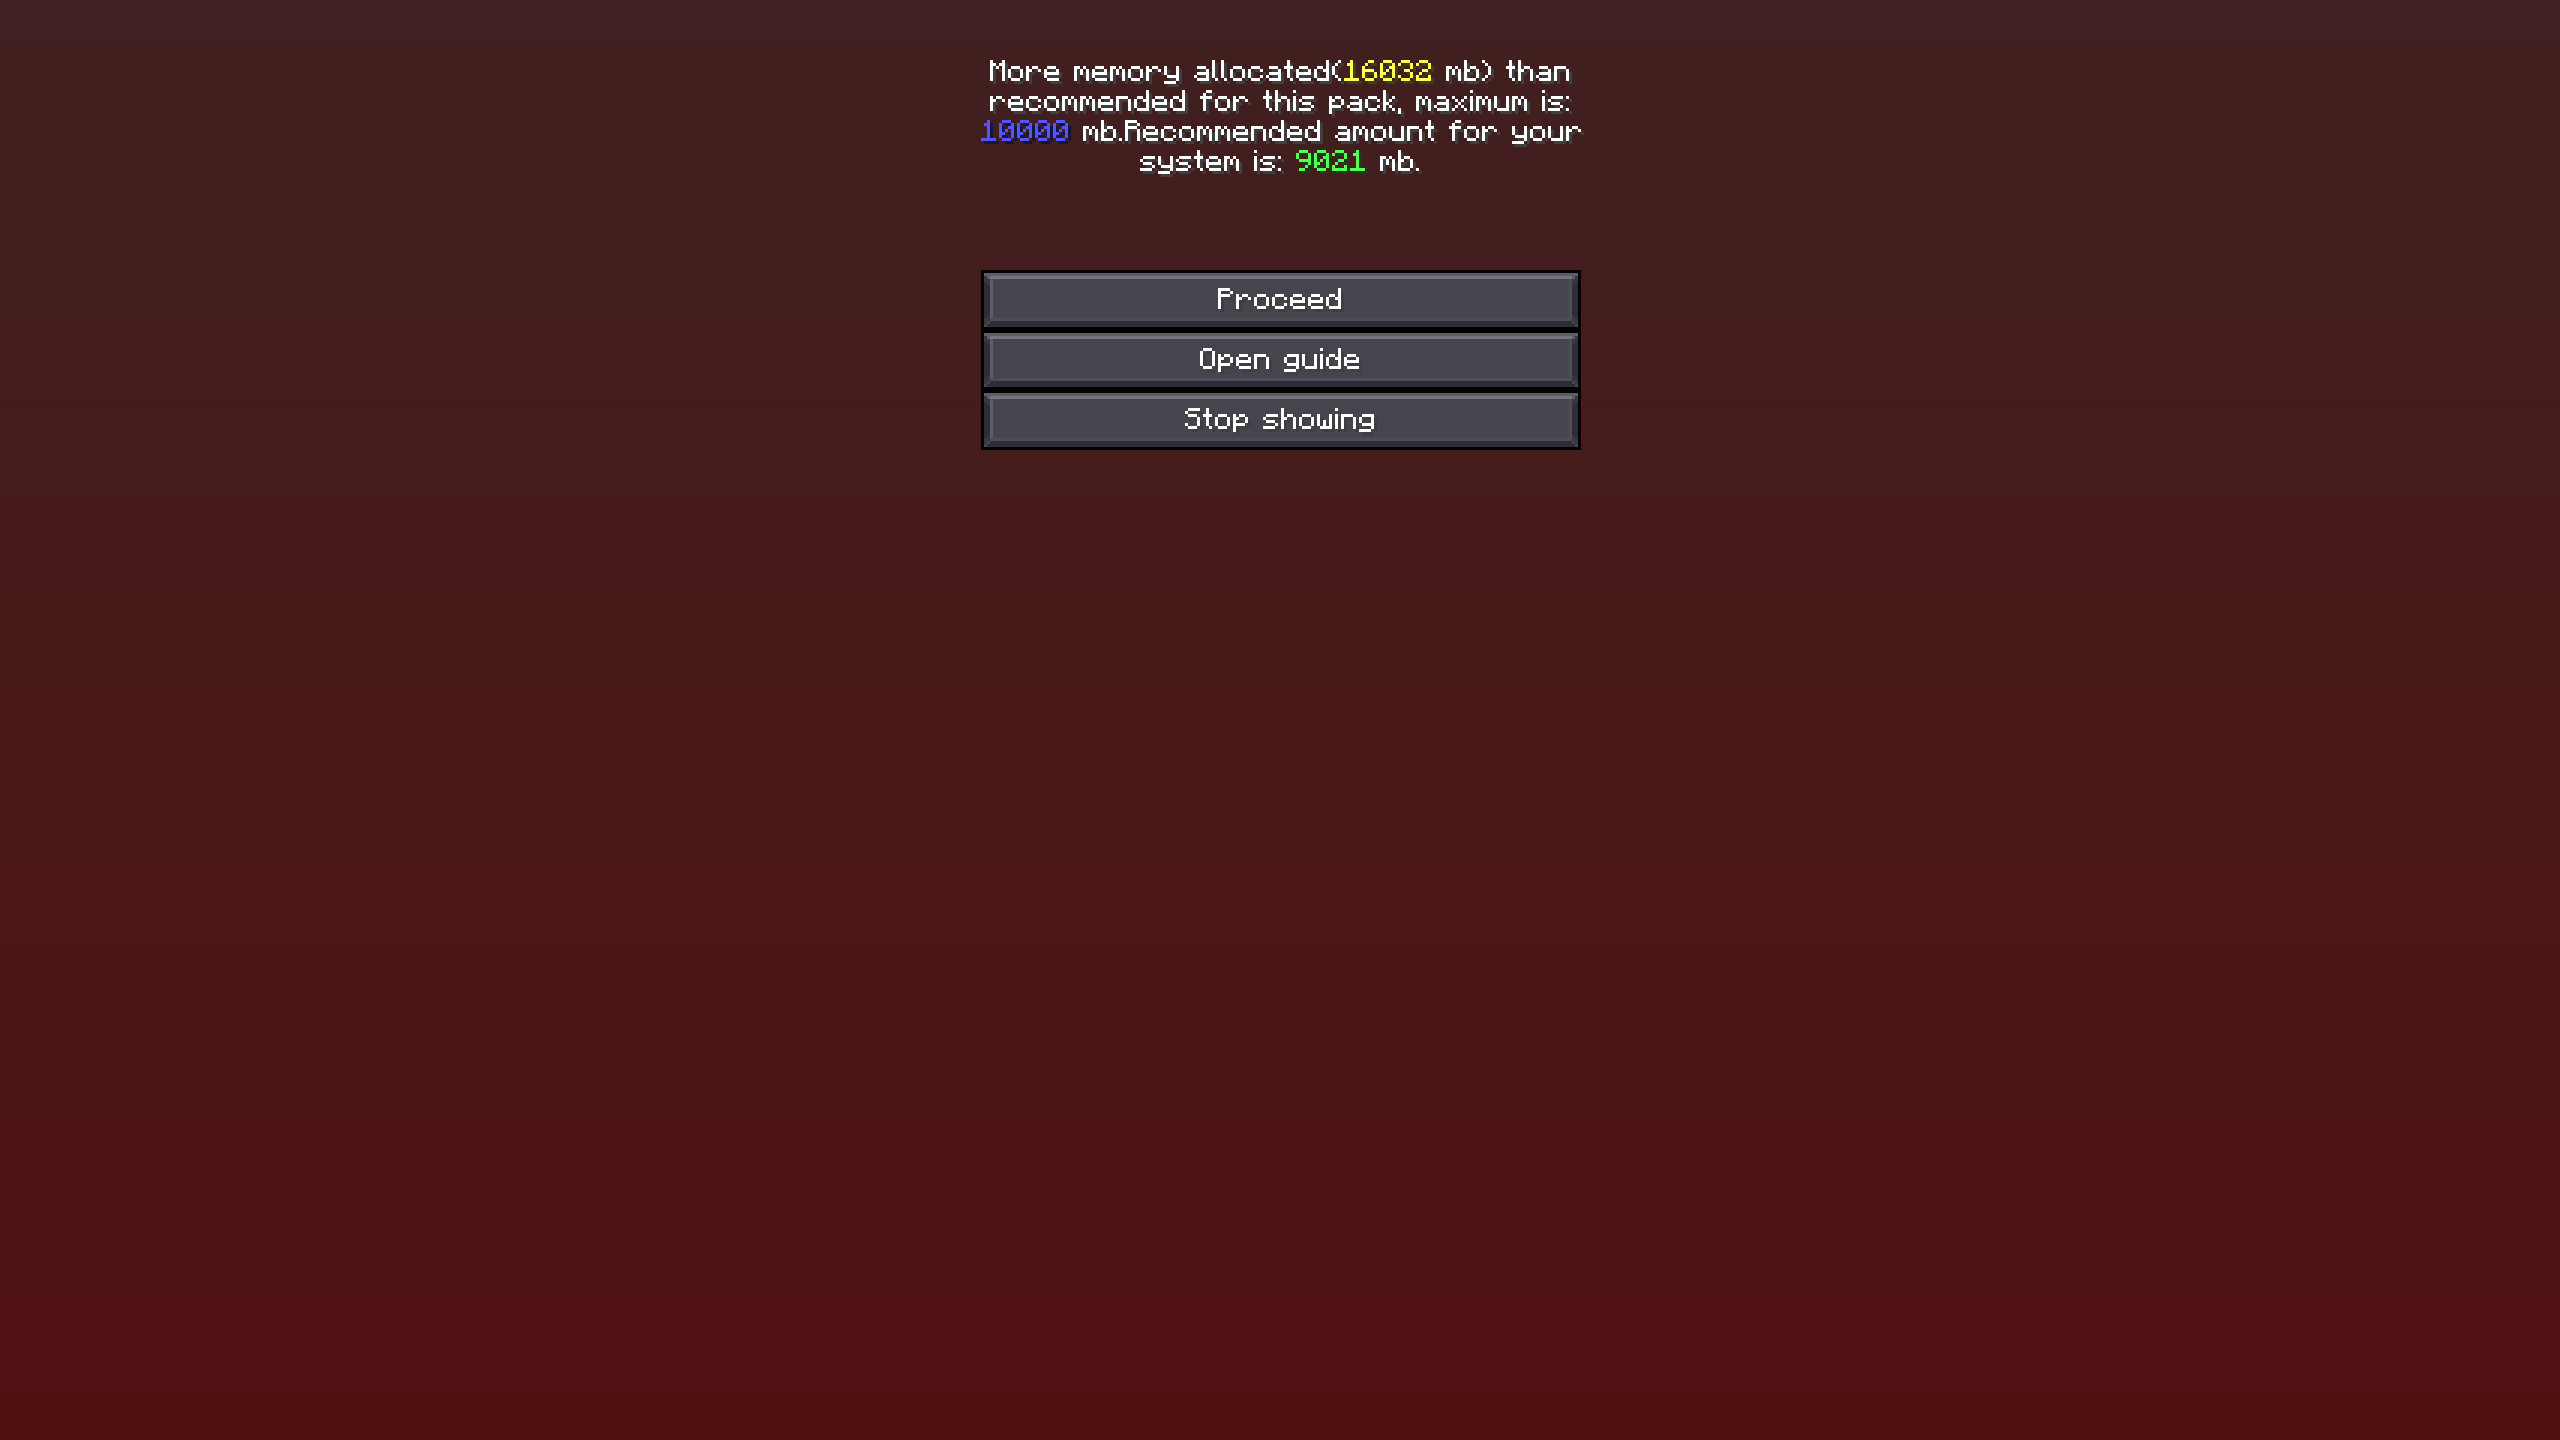 More memory allocated(16032 mb) than
recommended for this pack, maximum is:
10000 mb.Recommended amount for your
system is: 9021 mb.
Proceed
Open guide
Stop showing